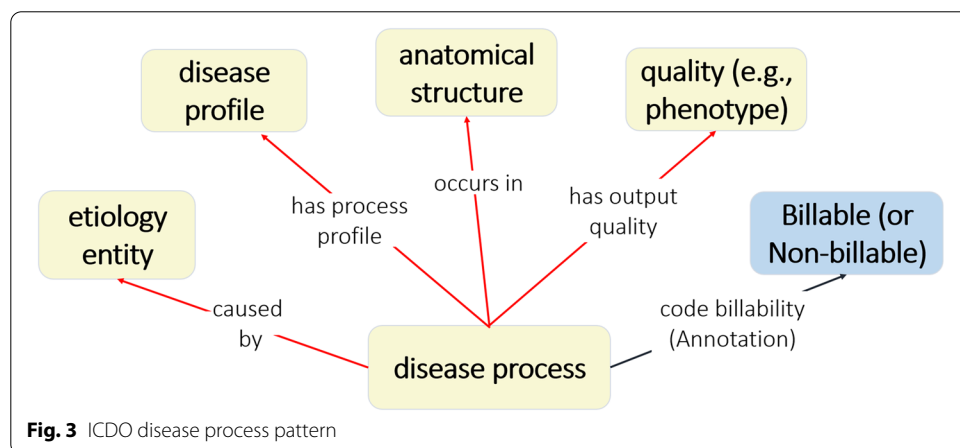 disease
profile
anatomical
structure
quality (e.g.,
phenotype)
etiology
entity
Billable (or
Non-billable)
has process
profile
occurs in
has output
quality
caused
by
code billability
(Annotation)
disease process
Fig. 3 ICDO disease process pattern